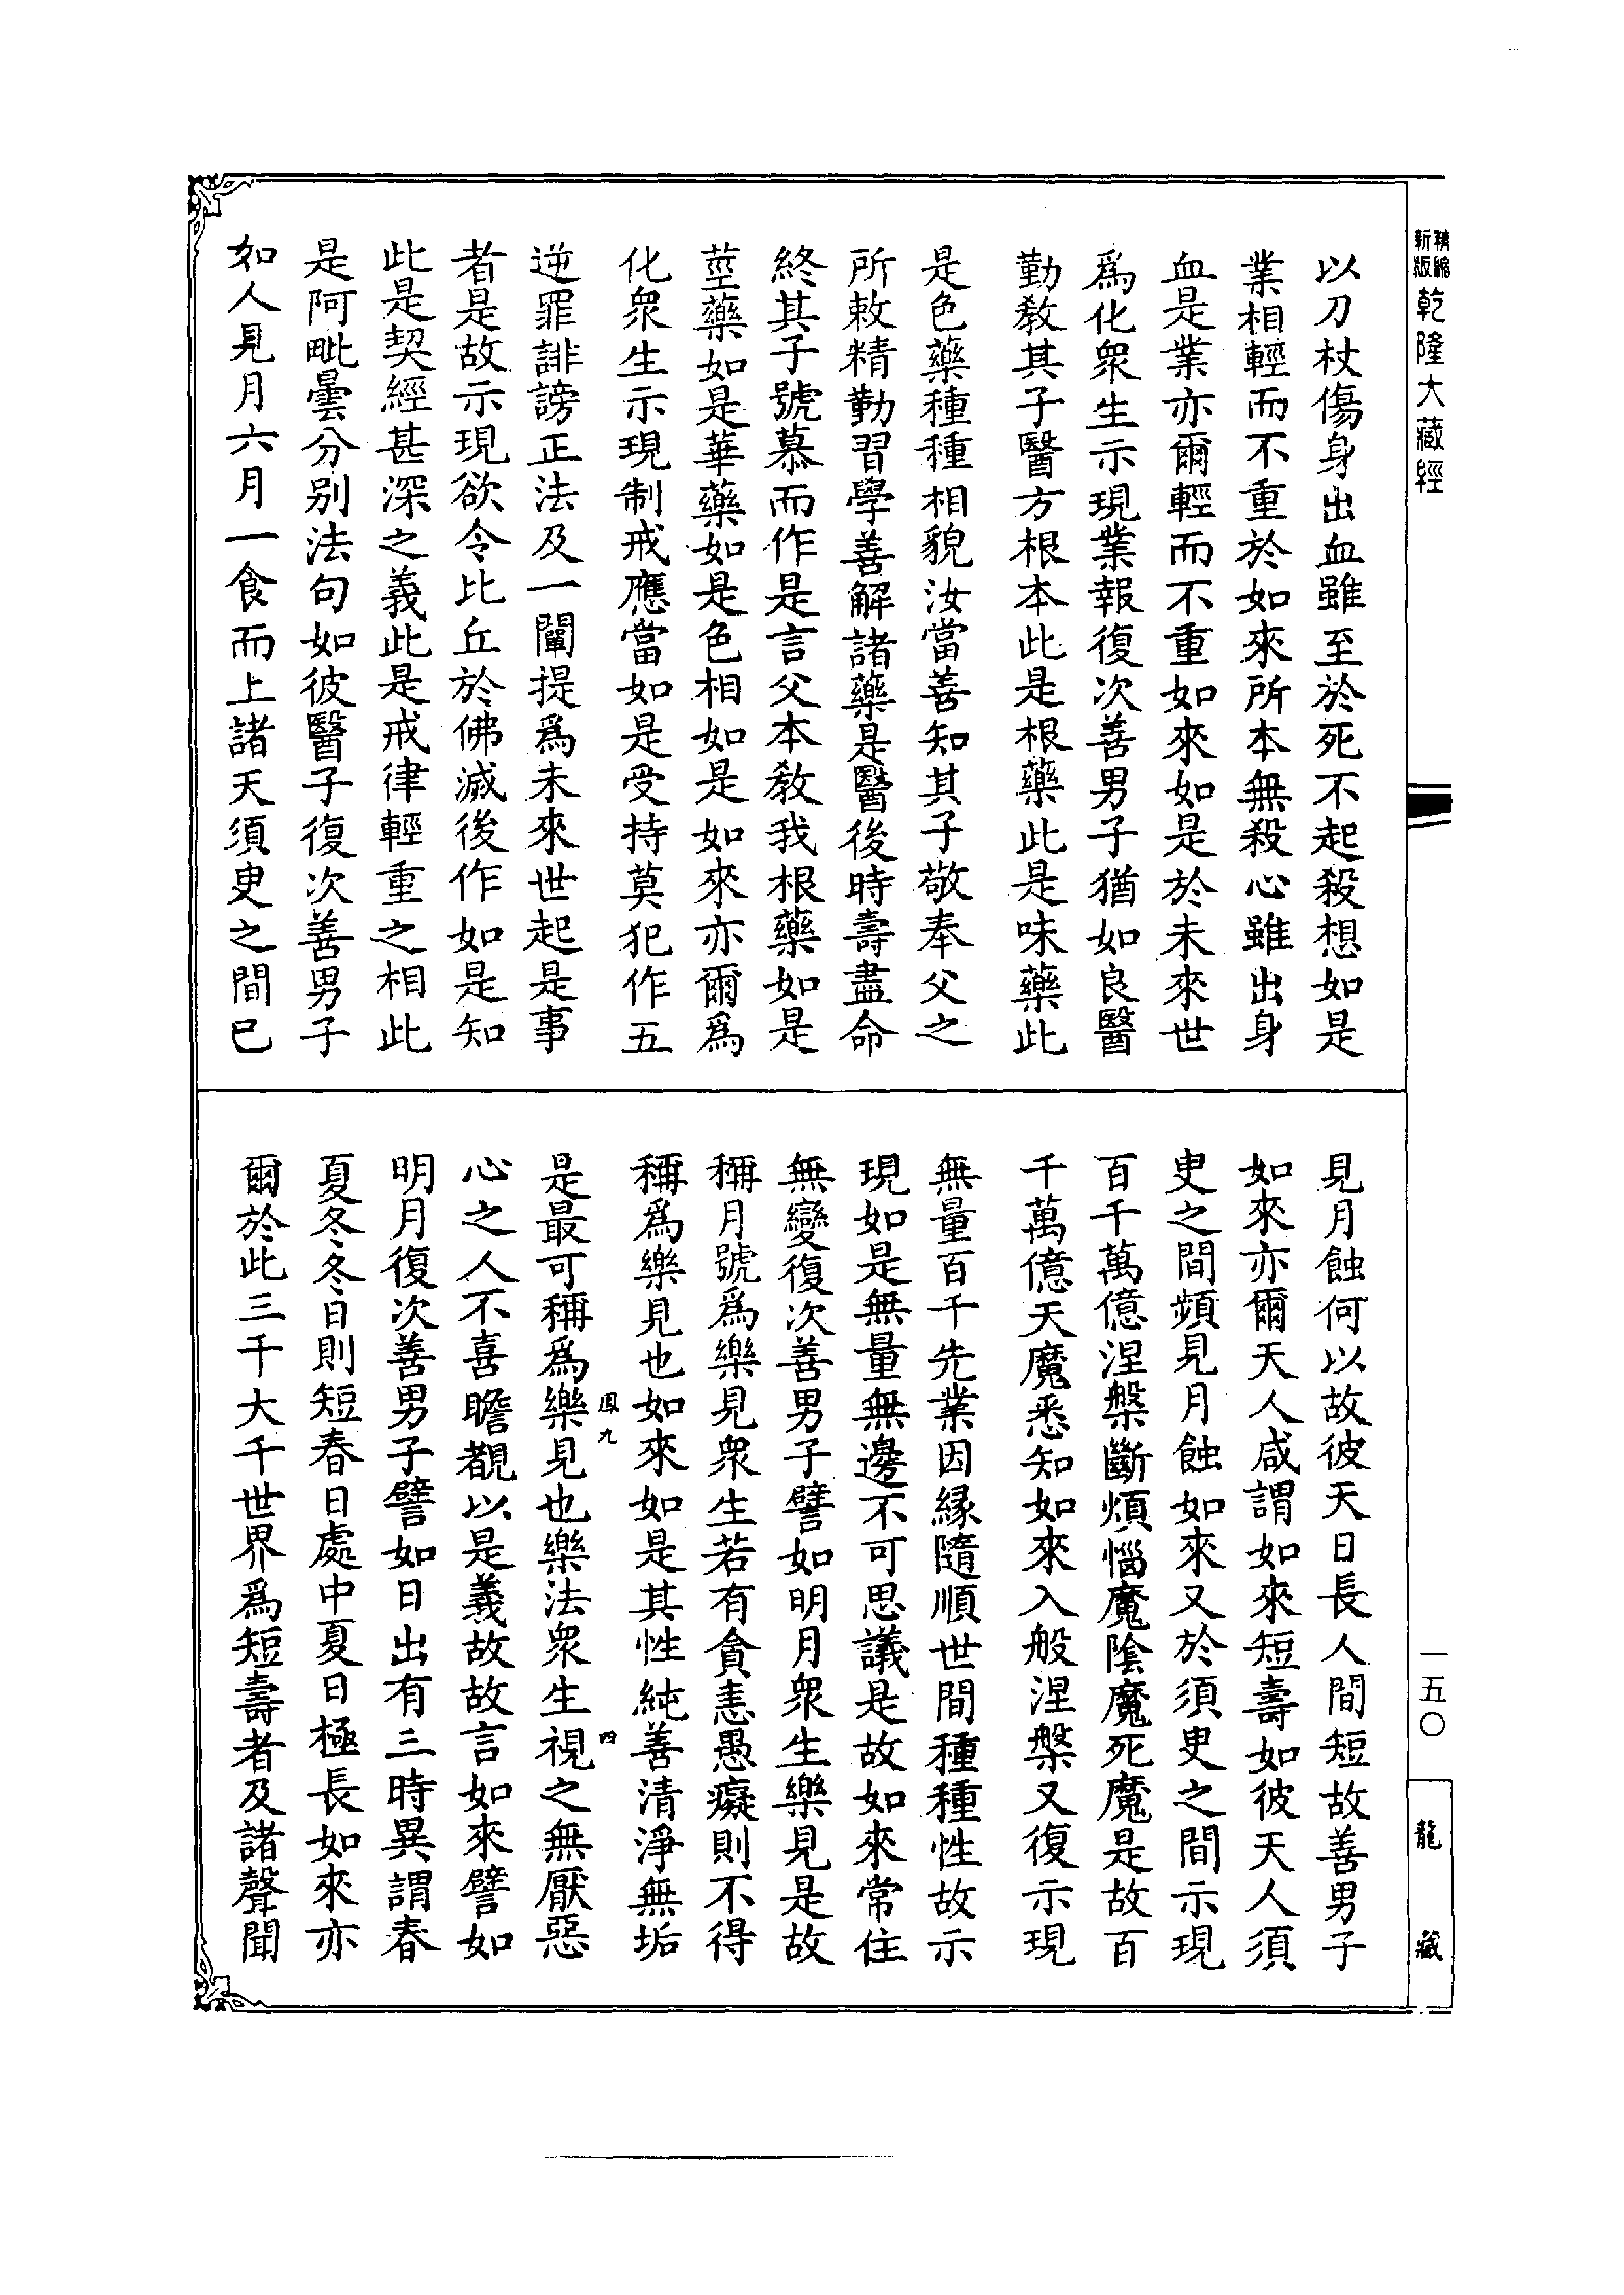 精縮新版乾隆大藏經
以刀杖傷身出血雖至於死不起殺想如是
業相輕而不重於如來所本無殺心雖出身
血是業亦爾輕而不重如來如是於未來世
爲化衆生示現業報復次善男子猶如良醫
勤教其子醫方根本此是根藥此是味藥此
是色藥種種相貌汝當善知其子敬奉父之
所敕精勤習學善解諸藥是醫後時壽盡命
終其子號慕而作是言父本教我根藥如是
莖藥如是華藥如是色相如是如來亦爾爲
化衆生示現制戒應當如是受持莫犯作五
逆罪誹謗正法及一闡提爲未來世起是事
者是故示現欲令比丘於佛滅後作如是知
此是契經甚深之義此是戒律輕重之相此
是阿毗曇分别法句如彼醫子復次善男子
如人見月六月一食而上諸天須臾之間已
見月蝕何以故彼天日長人間短故善男子
如來亦爾天人咸謂如來短壽如彼天人須
臾之間頻見月蝕如來又於須臾之間示現
百千萬億涅槃斷煩惱魔陰魔死魔是故百
千萬億天魔悉知如來入般涅槃又復示現
無量百千先業因緣隨順世間種種性故示
現如是無量無邊不可思議是故如來常住
無變復次善男子譬如明月衆生樂見是故
稱月號爲樂見衆生若有貪恚愚癡則不得
稱爲樂見也如來如是其性純善清淨無垢
鳳九
四
是最可稱爲樂見也樂法衆生視之無厭惡
心之人不喜瞻覩以是義故故言如來譬如
明月復次善男子譬如日出有三時異謂春
夏冬冬日則短春日處中夏日極長如來亦
爾於此三千大千世界爲短壽者及諸聲聞
一五〇
龍藏